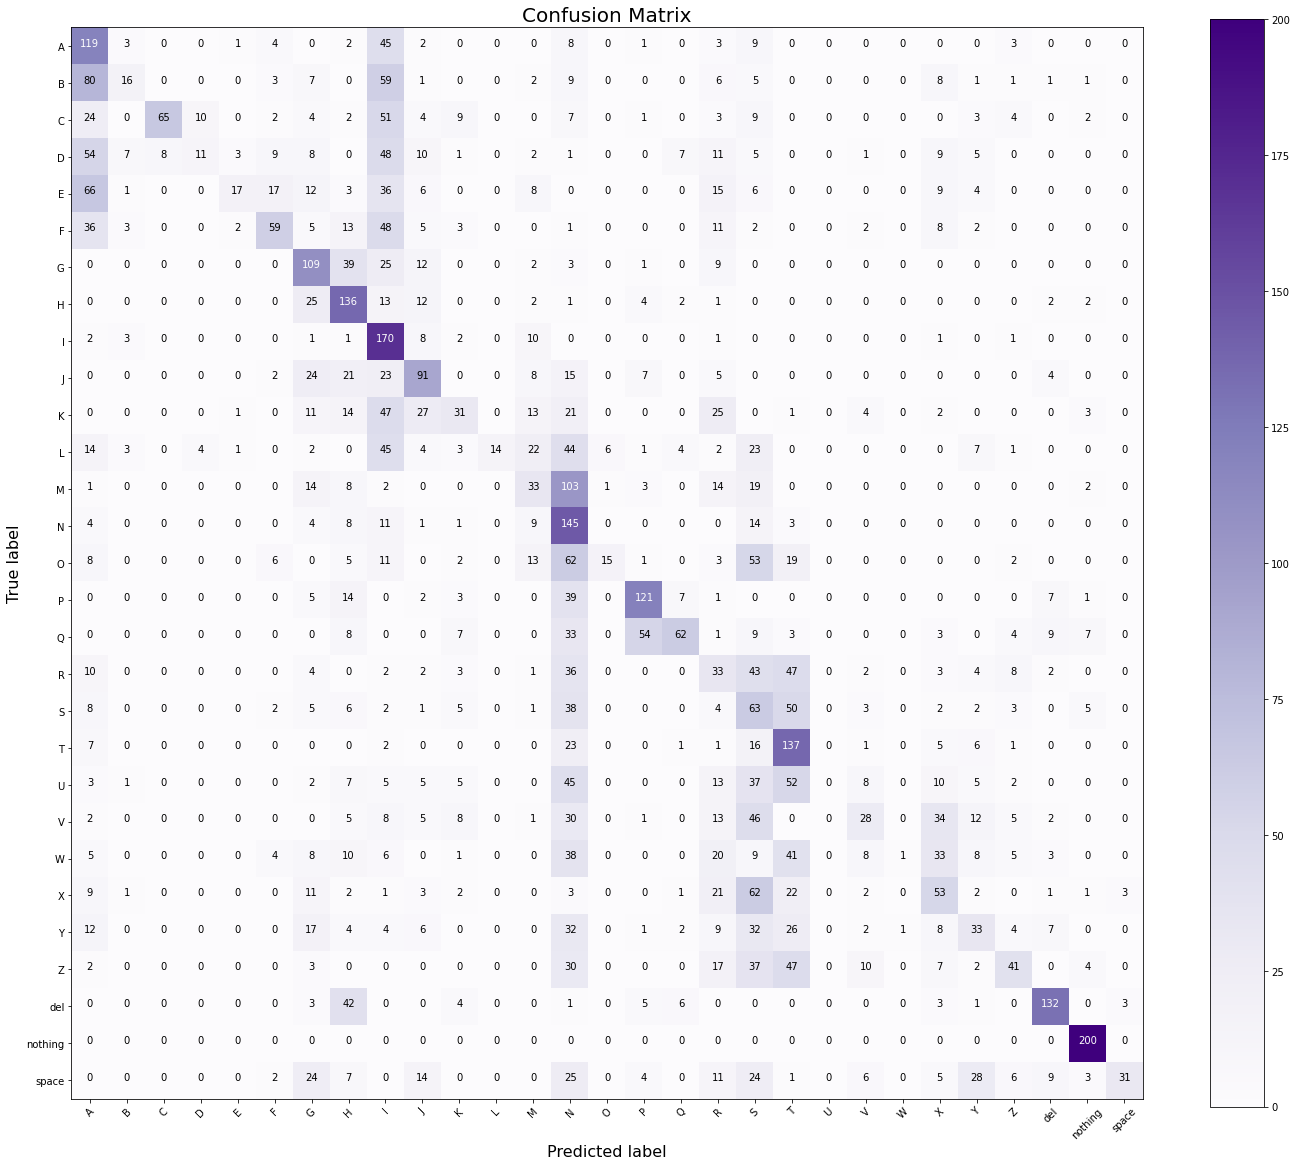 Confusion Matrix
A 119 3 0 0 1 4 0 2 45 2 0 0 0 8 0 1 0 3 9 0 0 0 0 0 0 3 0 0 0
B 80 16 0 0 0 3 7 0 59 1 0 0 2 9 0 0 0 6 5 0 0 0 0 8 1 1 1 1 0
C 24 0 65 10 0 2 4 2 51 4 9 0 0 7 0 1 0 3 9 0 0 0 0 0 3 4 0 2 0
D 54 7 8 11 3 9 8 0 48 10 1 0 2 1 0 0 7 11 5 0 0 1 0 9 5 0 0 0 0
E 66 1 0 0 17 17 12 3 36 6 0 0 8 0 0 0 0 15 6 0 0 0 0 9 4 0 0 0 0
F 36 3 0 0 2 59 5 13 48 5 3 0 0 1 0 0 0 11 2 0 0 2 0 8 2 0 0 0 0
G 0 0 0 0 0 0 109 39 25 12 0 0 2 3 0 1 0 9 0 0 0 0 0 0 0 0 0 0 0
H 0 0 0 0 0 0 25 136 13 12 0 0 2 1 0 4 2 1 0 0 0 0 0 0 0 0 2 2 0
I 2 3 0 0 0 0 1 1 170 8 2 0 10 0 0 0 0 1 0 0 0 0 0 1 0 1 0 0 0
J 0 0 0 0 0 2 24 21 23 91 0 0 8 15 0 7 0 5 0 0 0 0 0 0 0 0 4 0 0
K 0 0 0 0 1 0 11 14 47 27 31 0 13 21 0 0 0 25 0 1 0 4 0 2 0 0 0 3 0
L 14 3 0 4 1 0 2 0 45 4 3 14 22 44 6 1 4 2 23 0 0 0 0 0 7 1 0 0 0
M 1 0 0 0 0 0 14 8 2 0 0 0 33 103 1 3 0 14 19 0 0 0 0 0 0 0 0 2 0
N 4 0 0 0 0 0 4 8 11 1 1 0 9 145 0 0 0 0 14 3 0 0 0 0 0 0 0 0 0
O 8 0 0 0 0 6 0 5 11 0 2 0 13 62 15 1 0 3 53 19 0 0 0 0 0 2 0 0 0
P 0 0 0 0 0 0 5 14 0 2 3 0 0 39 0 121 7 1 0 0 0 0 0 0 0 0 7 1 0
Q 0 0 0 0 0 0 0 8 0 0 7 0 0 33 0 54 62 1 9 3 0 0 0 3 0 4 9 7 0
R 10 0 0 0 0 0 4 0 2 2 3 0 1 36 0 0 0 33 43 47 0 2 0 3 4 8 2 0 0
S 8 0 0 0 0 2 5 6 2 1 5 0 1 38 0 0 0 4 63 50 0 3 0 2 2 3 0 5 0
T 7 0 0 0 0 0 0 0 2 0 0 0 0 23 0 0 1 1 16 137 0 1 0 5 6 1 0 0 0
U 3 1 0 0 0 0 2 7 5 5 5 0 0 45 0 0 0 13 37 52 0 8 0 10 5 2 0 0 0
V 2 0 0 0 0 0 0 5 8 5 8 0 1 30 0 1 0 13 46 0 0 28 0 34 12 5 2 0 0
W 5 0 0 0 0 4 8 10 6 0 1 0 0 38 0 0 0 20 9 41 0 8 1 33 8 5 3 0 0
X 9 1 0 0 0 0 11 2 1 3 2 0 0 3 0 0 1 21 62 22 0 2 0 53 2 0 1 1 3
Y 12 0 0 0 0 0 17 4 4 6 0 0 0 32 0 1 2 9 32 26 0 2 1 8 33 4 7 0 0
Z 2 0 0 0 0 0 3 0 0 0 0 0 0 30 0 0 0 17 37 47 0 10 0 7 2 41 0 4 0
del 0 0 0 0 0 0 3 42 0 0 4 0 0 1 0 5 6 0 0 0 0 0 0 3 1 0 132 0 3
nothing 0 0 0 0 0 0 0 0 0 0 0 0 0 0 0 0 0 0 0 0 0 0 0 0 0 0 0 200 0
space 0 0 0 0 0 2 24 7 0 14 0 0 0 25 0 4 0 11 24 1 0 6 0 5 28 6 9 3 31
A B C D E F G H I J K L M N O P Q R S T U V W X Y Z del nothing space
True label
Predicted label
200
175
150
125
100
75
50
25
0